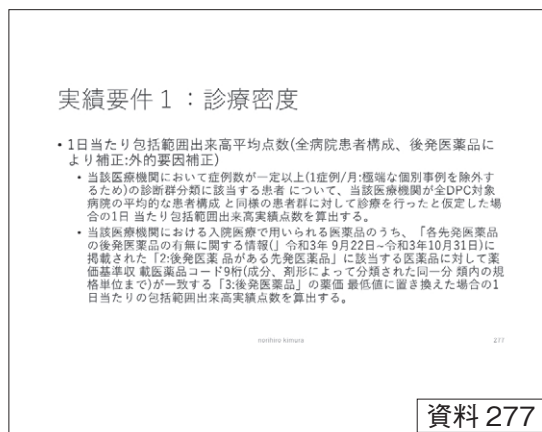 実績要件１：診療密度
• 1日当たり包括範囲出来高平均点数(全病院患者構成、後発医薬品に
より補正:外的要因補正)
• 当該医療機関において症例数が一定以上(1症例/月:極端な個別事例を除外す
るため)の診断群分類に該当する患者 について、当該医療機関が全DPC対象
病院の平均的な患者構成 と同様の患者群に対して診療を行ったと仮定した場
合の1日 当たり包括範囲出来高実績点数を算出する。
• 当該医療機関における入院医療で用いられる医薬品のうち、「各先発医薬品
の後発医薬品の有無に関する情報(」令和3年 9月22日~令和3年10月31日)に
掲載された「2:後発医薬 品がある先発医薬品」に該当する医薬品に対して薬
価基準収 載医薬品コード9桁(成分、剤形によって分類された同一分 類内の規
格単位まで)が一致する「3:後発医薬品」の薬価 最低値に置き換えた場合の1
日当たりの包括範囲出来高実績点数を算出する。
norihiro kimura
277
資料 277